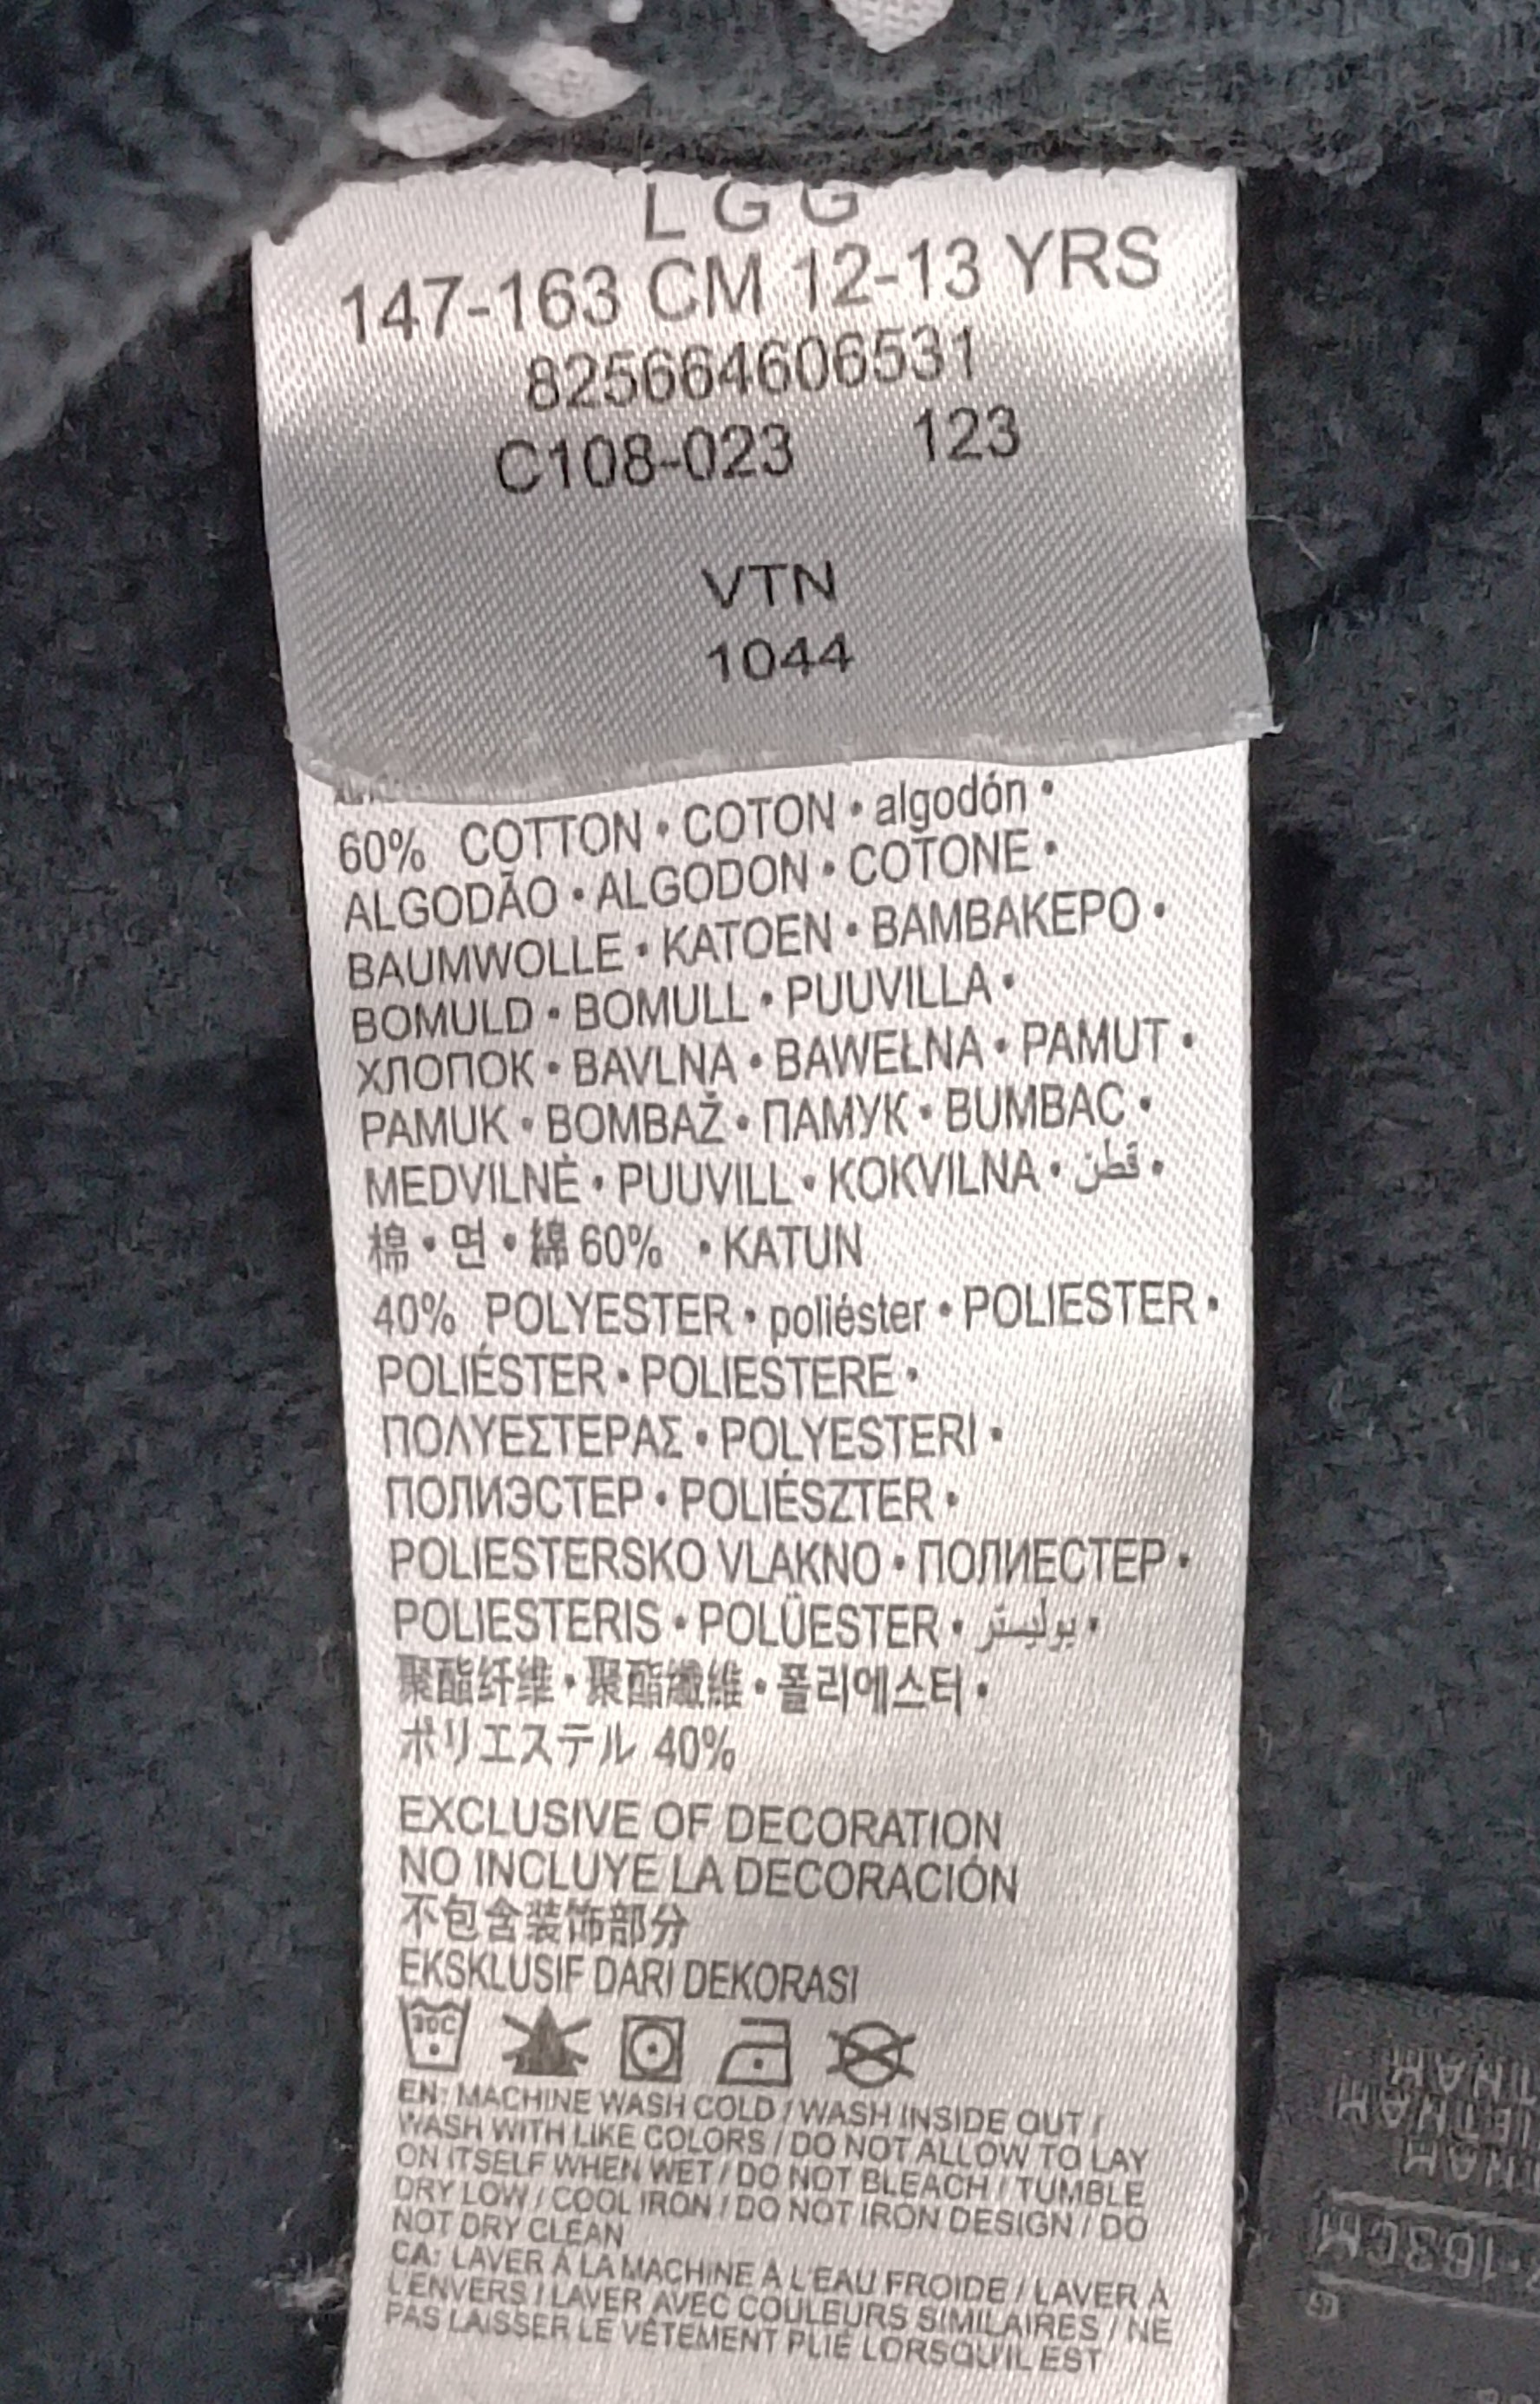 L G G
147-163 CM 12-13 YRS
825664606531
C108-023 123
VTN
1044
60% COTTON • COTON • algodón •
ALGODÃO • ALGODON • COTONE •
BAUMWOLLE • KATOEN • BAMBAKEPO •
BOMULD • BOMULL • PUUVILLA •
ХЛОПОК • BAVLNA • BAWEŁNA • PAMUT •
PAMUK • BOMBAŽ • ПАМУК • BUMBAC •
MEDVILNĖ • PUUVILL • KOKVILNA • قطن •
棉 • 면 • 綿 60% • KATUN
40% POLYESTER • poliéster • POLIESTER •
POLIÉSTER • POLIESTERE •
ΠΟΛΥΕΣΤΕΡΑΣ • POLYESTERI •
ПОЛИЭСТЕР • POLIÉSZTER •
POLIESTERSKO VLAKNO • ПОЛИЕСТЕР •
POLIESTERIS • POLÜESTER • بوليستر •
聚酯纤维 • 聚酯纖維 • 폴리에스터 •
ポリエステル 40%
EXCLUSIVE OF DECORATION
NO INCLUYE LA DECORACIÓN
不包含装饰部分
EKSKLUSIF DARI DEKORASI
30C
EN: MACHINE WASH COLD / WASH INSIDE OUT /
WASH WITH LIKE COLORS / DO NOT ALLOW TO LAY
ON ITSELF WHEN WET / DO NOT BLEACH / TUMBLE
DRY LOW / COOL IRON / DO NOT IRON DESIGN / DO
NOT DRY CLEAN
CA: LAVER À LA MACHINE À L'EAU FROIDE / LAVER À
L'ENVERS / LAVER AVEC COULEURS SIMILAIRES / NE
PAS LAISSER LE VÊTEMENT PLIÉ LORSQU'IL EST